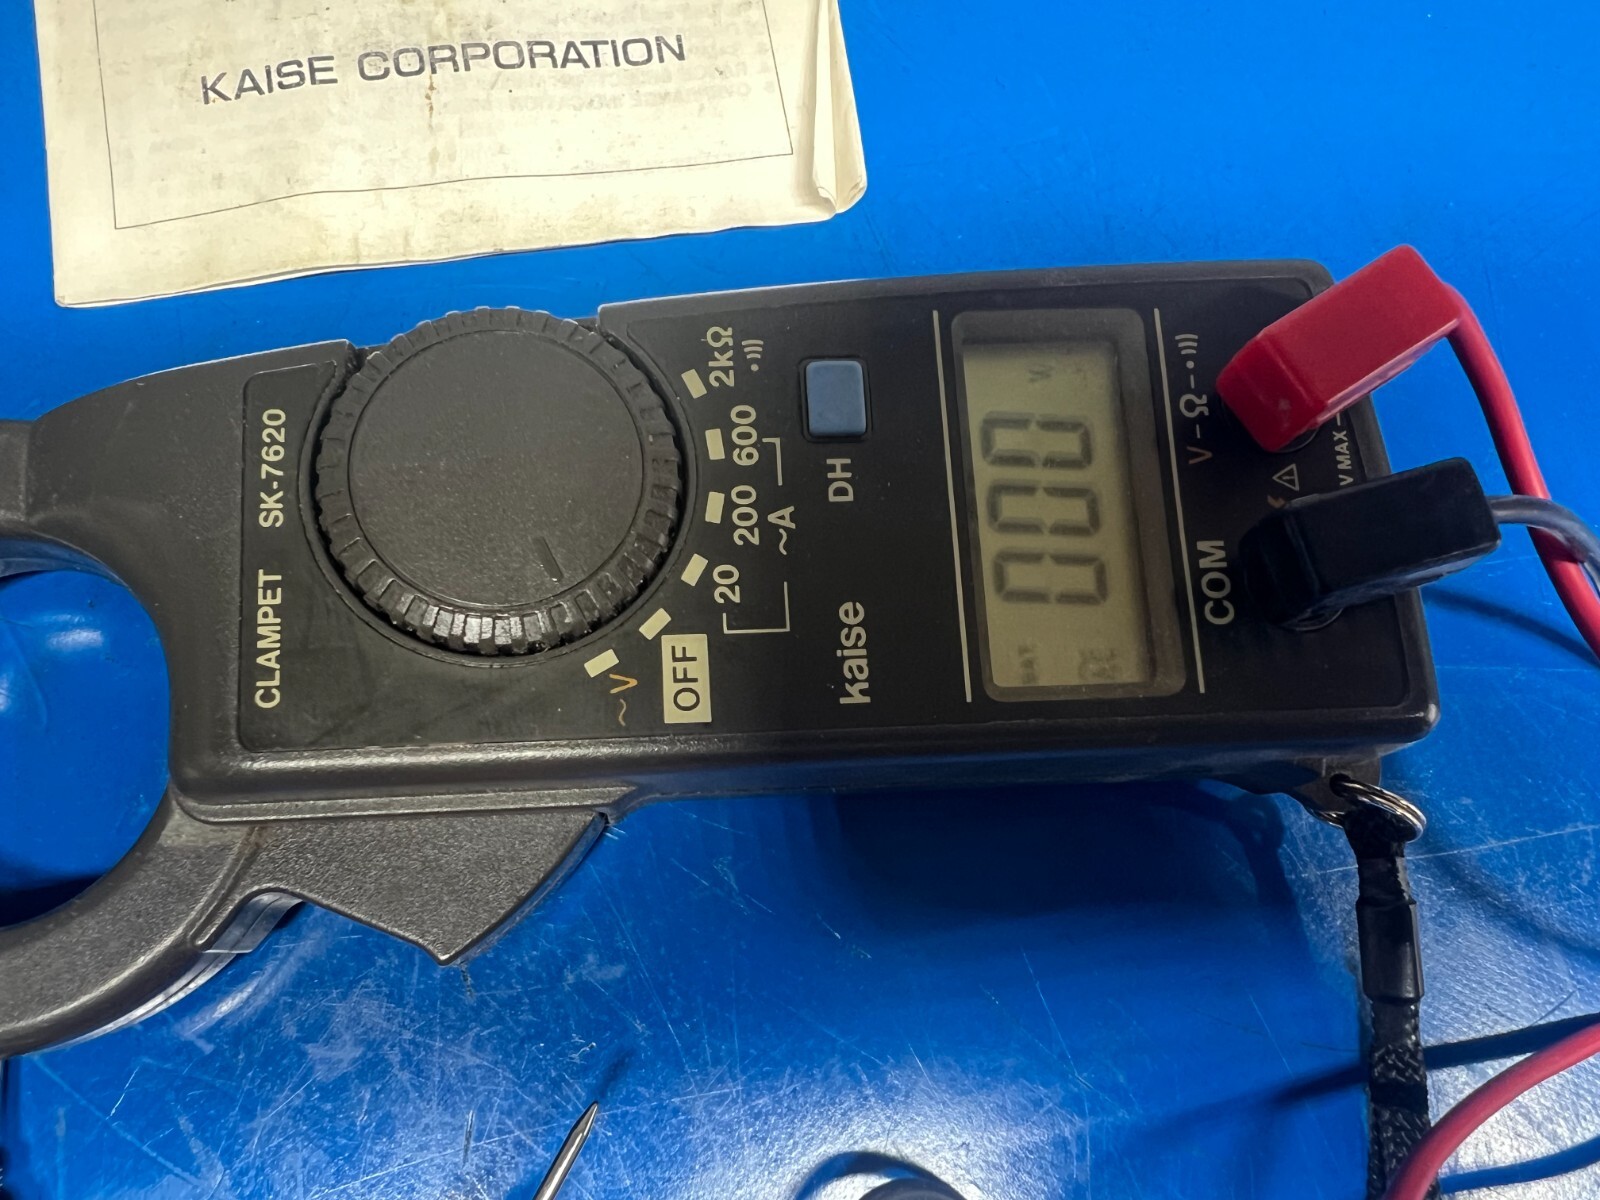 KAISE CORPORATION
CLAMPET SK-7620
~V
OFF
20 200 600
~A
2kΩ
DH
kaise
000
V
COM
V-Ω-
V MAX